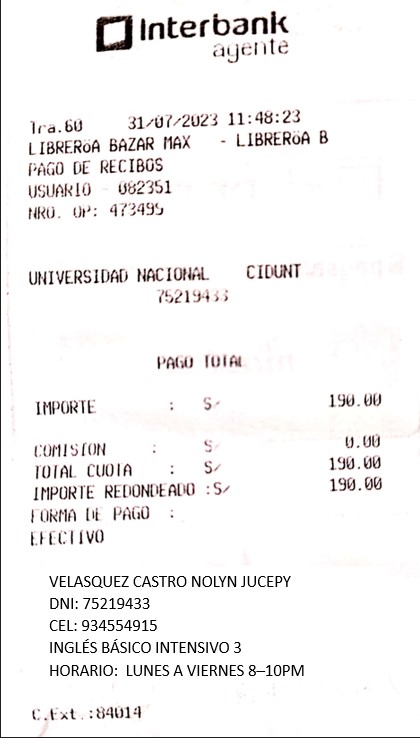 Interbank
agente
Tra.60 31/07/2023 11:48:23
LIBRERöA BAZAR MAX - LIBRERöA B
PAGO DE RECIBOS
USUARIO - 082351
NRO. OP: 473495
UNIVERSIDAD NACIONAL CIDUNT
75219433
PAGO TOTAL
IMPORTE : S/ 190.00
COMISION : S/ 0.00
TOTAL CUOTA : S/ 190.00
IMPORTE REDONDEADO :S/ 190.00
FORMA DE PAGO :
EFECTIVO
VELASQUEZ CASTRO NOLYN JUCEPY
DNI: 75219433
CEL: 934554915
INGLÉS BÁSICO INTENSIVO 3
HORARIO: LUNES A VIERNES 8–10PM
C.Ext.:84014